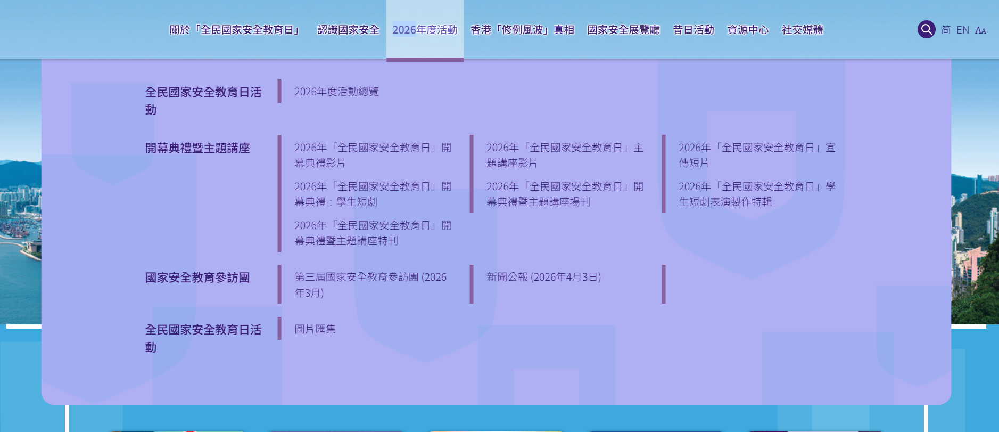 關於「全民國家安全教育日」 認識國家安全 2026年度活動 香港「修例風波」真相 國家安全展覽廳 昔日活動 資源中心 社交媒體 简 EN AA
全民國家安全教育日活
動
2026年度活動總覽
開幕典禮暨主題講座
2026年「全民國家安全教育日」開
幕典禮影片
2026年「全民國家安全教育日」主
題講座影片
2026年「全民國家安全教育日」宣
傳短片
2026年「全民國家安全教育日」開
幕典禮：學生短劇
2026年「全民國家安全教育日」開
幕典禮暨主題講座場刊
2026年「全民國家安全教育日」學
生短劇表演製作特輯
2026年「全民國家安全教育日」開
幕典禮暨主題講座特刊
國家安全教育參訪團
第三屆國家安全教育參訪團 (2026
年3月)
新聞公報 (2026年4月3日)
全民國家安全教育日活
動
圖片匯集